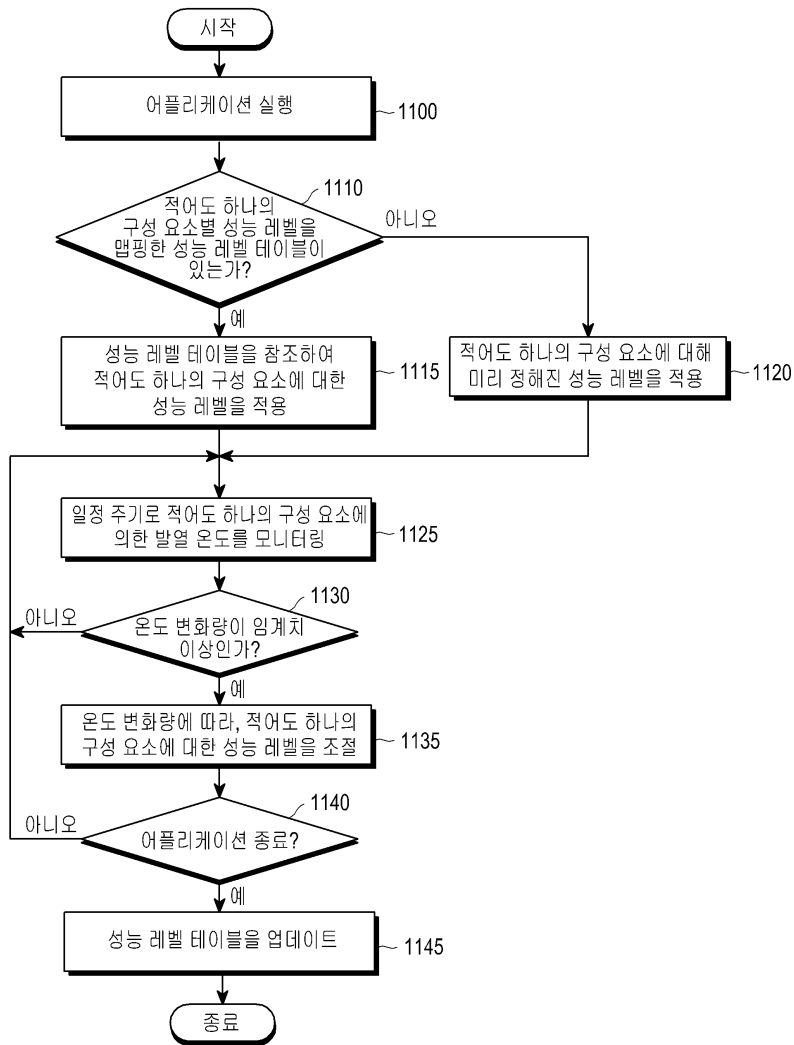 시작
어플리케이션 실행
1100
1110
적어도 하나의
구성 요소별 성능 레벨을
맵핑한 성능 레벨 테이블이
있는가?
아니오
예
성능 레벨 테이블을 참조하여
적어도 하나의 구성 요소에 대한
성능 레벨을 적용
1115
적어도 하나의 구성 요소에 대해
미리 정해진 성능 레벨을 적용
1120
일정 주기로 적어도 하나의 구성 요소에
의한 발열 온도를 모니터링
1125
1130
아니오
온도 변화량이 임계치
이상인가?
예
온도 변화량에 따라, 적어도 하나의
구성 요소에 대한 성능 레벨을 조절
1135
1140
아니오
어플리케이션 종료?
예
성능 레벨 테이블을 업데이트
1145
종료